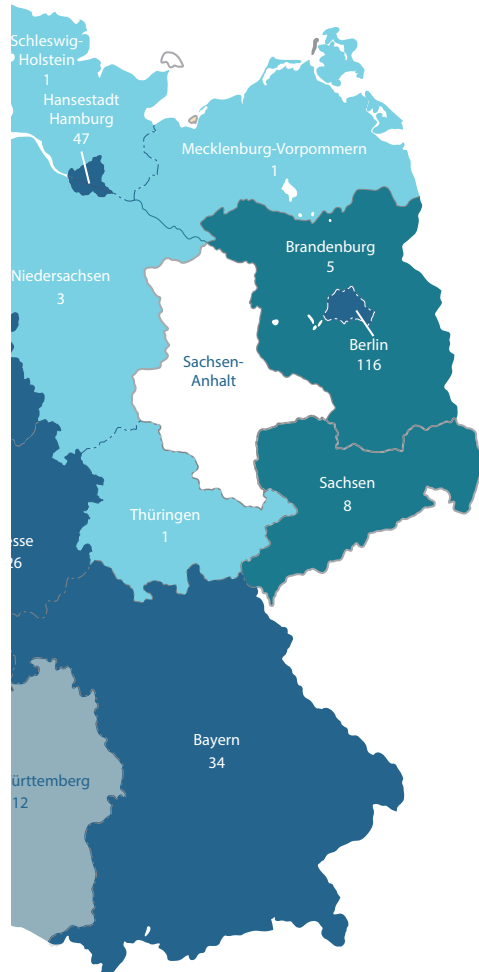 Schleswig-
Holstein
1
Hansestadt
Hamburg
47
Mecklenburg-Vorpommern
1
Brandenburg
5
Niedersachsen
3
Berlin
116
Sachsen-
Anhalt
Sachsen
8
Thüringen
1
esse
26
Bayern
34
ürttemberg
12